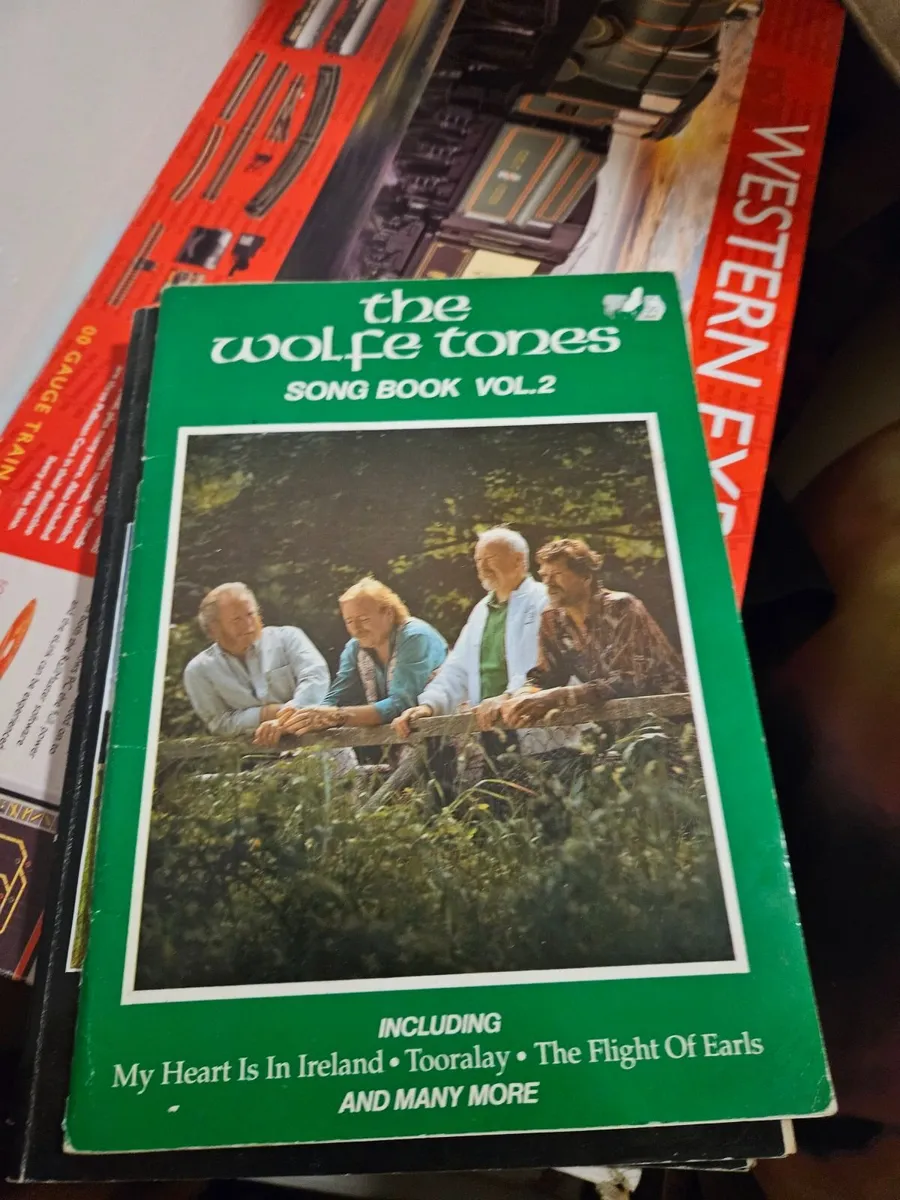 the
wolfe tones
SONG BOOK VOL.2
INCLUDING
My Heart Is In Ireland • Tooralay • The Flight Of Earls
AND MANY MORE
WESTERN EXP
00 GAUGE TRAIN